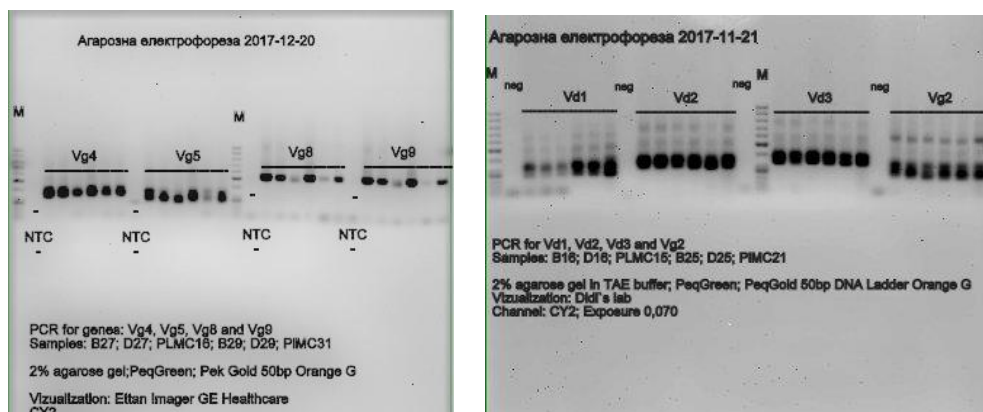 Агарозна електрофореза 2017-12-20
M
M
Vg4
Vg5
Vg8
Vg9
-
-
-
-
NTC
NTC
NTC
NTC
-
-
-
-
PCR for genes: Vg4, Vg5, Vg8 and Vg9
Samples: B27; D27; PLMC16; B29; D29; PIMC31
2% agarose gel;PeqGreen; Pek Gold 50bp Orange G
Vizualization: Ettan Imager GE Healthcare
CY2
Агарозна електрофореза 2017-11-21
M
neg
Vd1
neg
Vd2
neg
M
Vd3
neg
Vg2
PCR for Vd1, Vd2, Vd3 and Vg2
Samples: B16; D16; PLMC15; B25; D25; PIMC21
2% agarose gel in TAE buffer; PeqGreen; PeqGold 50bp DNA Ladder Orange G
Vizualization: Didi's lab
Channel: CY2; Exposure 0,070